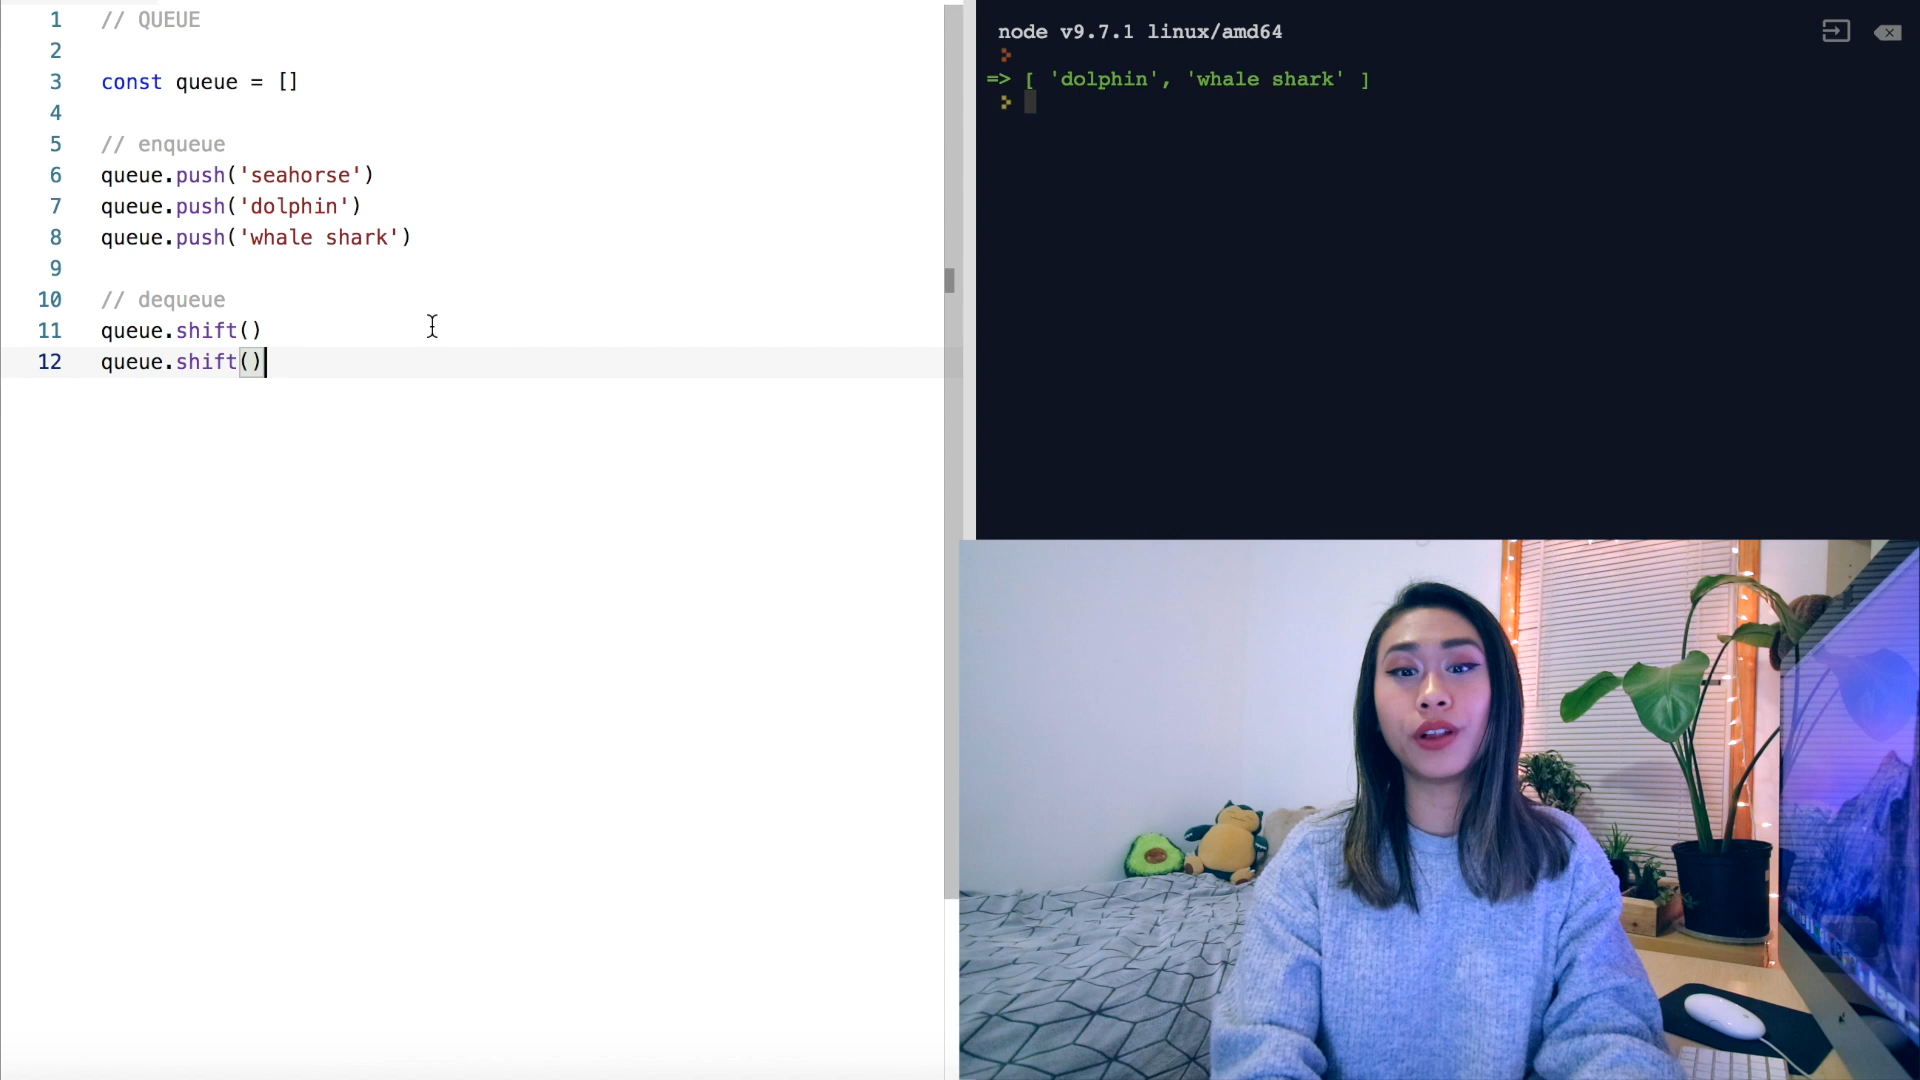 1 // QUEUE
2
3 const queue = []
4
5 // enqueue
6 queue.push('seahorse')
7 queue.push('dolphin')
8 queue.push('whale shark')
9
10 // dequeue
11 queue.shift()
12 queue.shift()
node v9.7.1 linux/amd64
=> [ 'dolphin', 'whale shark' ]